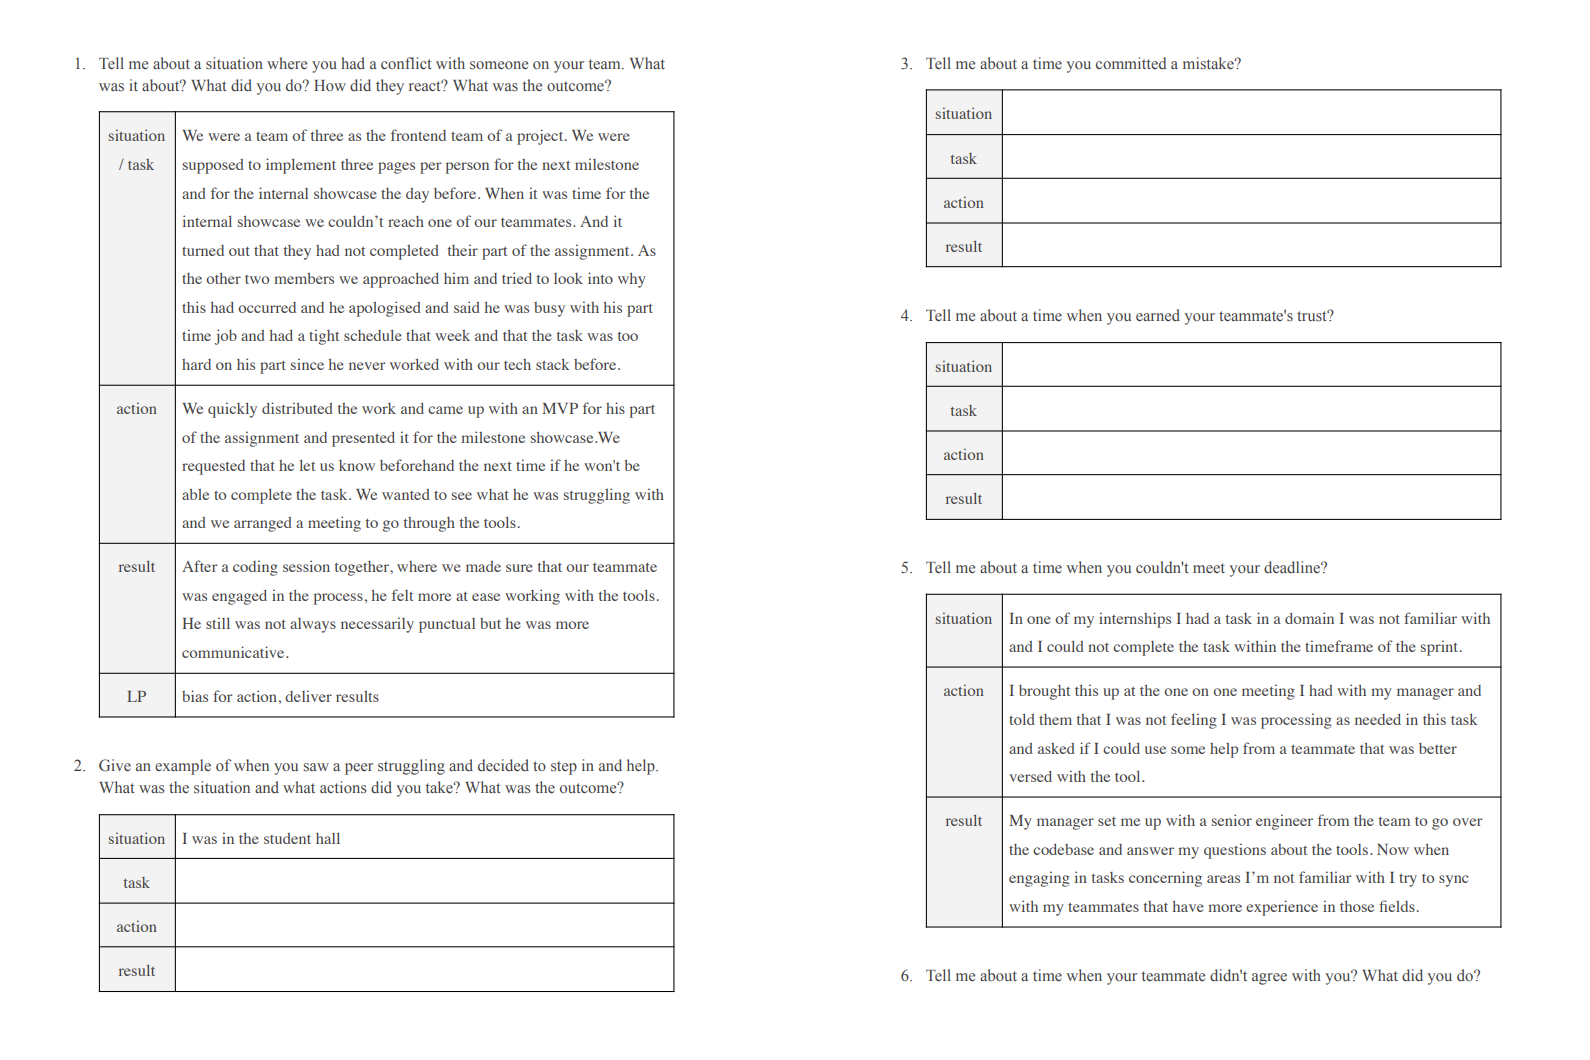 1. Tell me about a situation where you had a conflict with someone on your team. What
was it about? What did you do? How did they react? What was the outcome?
situation
/ task
We were a team of three as the frontend team of a project. We were
supposed to implement three pages per person for the next milestone
and for the internal showcase the day before. When it was time for the
internal showcase we couldn’t reach one of our teammates. And it
turned out that they had not completed  their part of the assignment. As
the other two members we approached him and tried to look into why
this had occurred and he apologised and said he was busy with his part
time job and had a tight schedule that week and that the task was too
hard on his part since he never worked with our tech stack before.
action
We quickly distributed the work and came up with an MVP for his part
of the assignment and presented it for the milestone showcase.We
requested that he let us know beforehand the next time if he won't be
able to complete the task. We wanted to see what he was struggling with
and we arranged a meeting to go through the tools.
result
After a coding session together, where we made sure that our teammate
was engaged in the process, he felt more at ease working with the tools.
He still was not always necessarily punctual but he was more
communicative.
LP
bias for action, deliver results
2. Give an example of when you saw a peer struggling and decided to step in and help.
What was the situation and what actions did you take? What was the outcome?
situation
I was in the student hall
task
action
result
3. Tell me about a time you committed a mistake?
situation
task
action
result
4. Tell me about a time when you earned your teammate's trust?
situation
task
action
result
5. Tell me about a time when you couldn't meet your deadline?
situation
In one of my internships I had a task in a domain I was not familiar with
and I could not complete the task within the timeframe of the sprint.
action
I brought this up at the one on one meeting I had with my manager and
told them that I was not feeling I was processing as needed in this task
and asked if I could use some help from a teammate that was better
versed with the tool.
result
My manager set me up with a senior engineer from the team to go over
the codebase and answer my questions about the tools. Now when
engaging in tasks concerning areas I’m not familiar with I try to sync
with my teammates that have more experience in those fields.
6. Tell me about a time when your teammate didn't agree with you? What did you do?